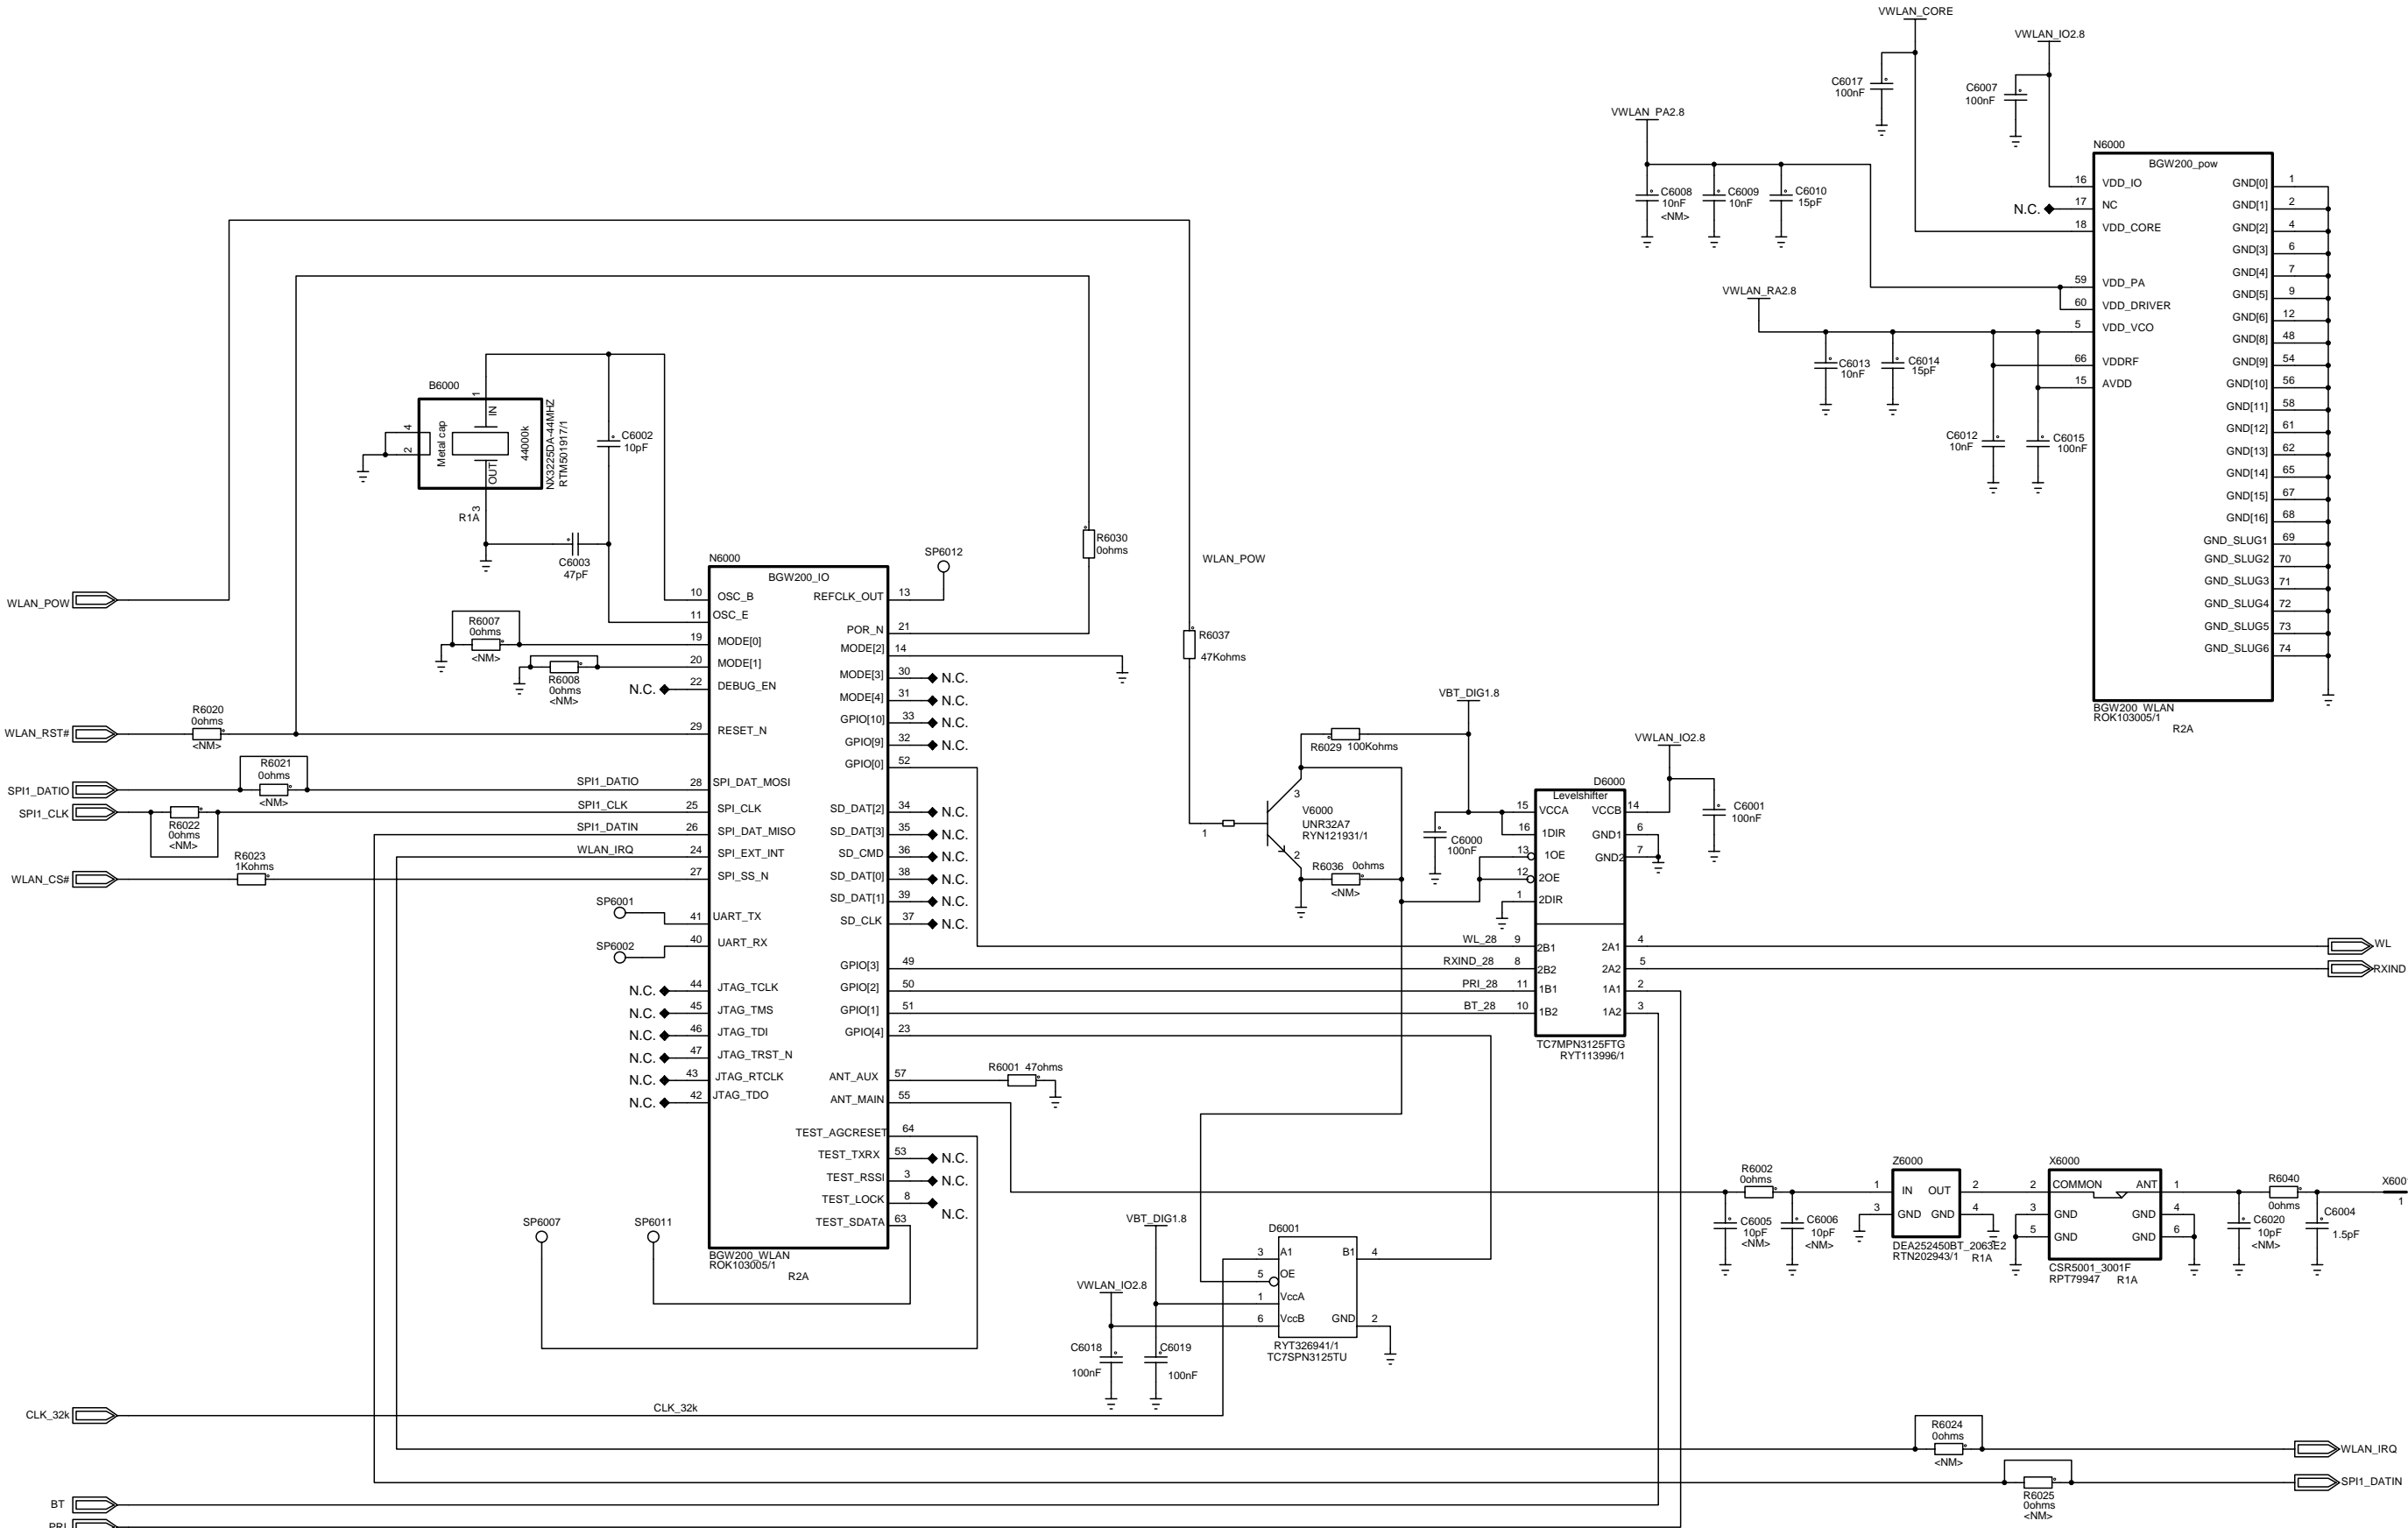 VWLAN_CORE
VWLAN_IO2.8
C6017
100nF
C6007
100nF
VWLAN_PA2.8
C6008
10nF
<NM>
C6009
10nF
C6010
15pF
N6000
BGW200_pow
16 VDD_IO GND[0] 1
N.C. 17 NC GND[1] 2
18 VDD_CORE GND[2] 4
GND[3] 6
GND[4] 7
59 VDD_PA GND[5] 9
60 VDD_DRIVER GND[6] 12
5 VDD_VCO GND[8] 48
66 VDDRF GND[9] 54
15 AVDD GND[10] 56
GND[11] 58
GND[12] 61
GND[13] 62
GND[14] 65
GND[15] 67
GND[16] 68
GND_SLUG1 69
GND_SLUG2 70
GND_SLUG3 71
GND_SLUG4 72
GND_SLUG5 73
GND_SLUG6 74
BGW200_WLAN
ROK103005/1
R2A
VWLAN_RA2.8
C6013
10nF
C6014
15pF
C6012
10nF
C6015
100nF
B6000
1
IN
4
2
Metal cap
OUT
44000k
NX3225DA-44MHZ
RTM501917/1
3
R1A
C6002
10pF
C6003
47pF
R6030
0ohms
WLAN_POW
WLAN_POW
R6037
47Kohms
N6000
BGW200_IO
SP6012
10 OSC_B REFCLK_OUT 13
11 OSC_E
POR_N 21
19 MODE[0] MODE[2] 14
20 MODE[1] MODE[3] 30 N.C.
N.C. 22 DEBUG_EN MODE[4] 31 N.C.
GPIO[10] 33 N.C.
29 RESET_N GPIO[9] 32 N.C.
GPIO[0] 52
28 SPI_DAT_MOSI
25 SPI_CLK SD_DAT[2] 34 N.C.
26 SPI_DAT_MISO SD_DAT[3] 35 N.C.
24 SPI_EXT_INT SD_CMD 36 N.C.
27 SPI_SS_N SD_DAT[0] 38 N.C.
SD_DAT[1] 39 N.C.
41 UART_TX SD_CLK 37 N.C.
40 UART_RX
GPIO[3] 49
N.C. 44 JTAG_TCLK GPIO[2] 50
N.C. 45 JTAG_TMS GPIO[1] 51
N.C. 46 JTAG_TDI GPIO[4] 23
N.C. 47 JTAG_TRST_N
N.C. 43 JTAG_RTCLK ANT_AUX 57
N.C. 42 JTAG_TDO ANT_MAIN 55
TEST_AGCRESET 64
TEST_TXRX 53 N.C.
TEST_RSSI 3 N.C.
TEST_LOCK 8 N.C.
TEST_SDATA 63
BGW200_WLAN
ROK103005/1
R2A
R6007
0ohms
<NM>
R6008
0ohms
<NM>
WLAN_RST#
R6020
0ohms
<NM>
SPI1_DATIO
R6021
0ohms
<NM>
SPI1_DATIO
SPI1_CLK
R6022
0ohms
<NM>
SPI1_CLK
SPI1_DATIN
WLAN_IRQ
WLAN_CS#
R6023
1Kohms
SP6001
SP6002
SP6007
SP6011
R6001 47ohms
VBT_DIG1.8
R6029 100Kohms
1
3
2
V6000
UNR32A7
RYN121931/1
R6036 0ohms
<NM>
C6000
100nF
VWLAN_IO2.8
C6001
100nF
D6000
Levelshifter
15 VCCA VCCB 14
16 1DIR GND1 6
13 1OE GND2 7
12 2OE
1 2DIR
WL_28 9 2B1 2A1 4 WL
RXIND_28 8 2B2 2A2 5 RXIND
PRI_28 11 1B1 1A1 2
BT_28 10 1B2 1A2 3
TC7MPN3125FTG
RYT113996/1
VBT_DIG1.8
VWLAN_IO2.8
D6001
3 A1 B1 4
5 OE
1 VccA
6 VccB GND 2
RYT326941/1
TC7SPN3125TU
C6018
100nF
C6019
100nF
R6002
0ohms
C6005
10pF
<NM>
C6006
10pF
<NM>
Z6000
1 IN OUT 2
3 GND GND 4
DEA252450BT_2063E2
RTN202943/1 R1A
X6000
2 COMMON ANT 1
3 GND GND 4
5 GND GND 6
CSR5001_3001F
RPT79947 R1A
R6040
0ohms
C6020
10pF
<NM>
C6004
1.5pF
X600
1
CLK_32k
CLK_32k
R6024
0ohms
<NM>
WLAN_IRQ
R6025
0ohms
<NM>
SPI1_DATIN
BT
PRI